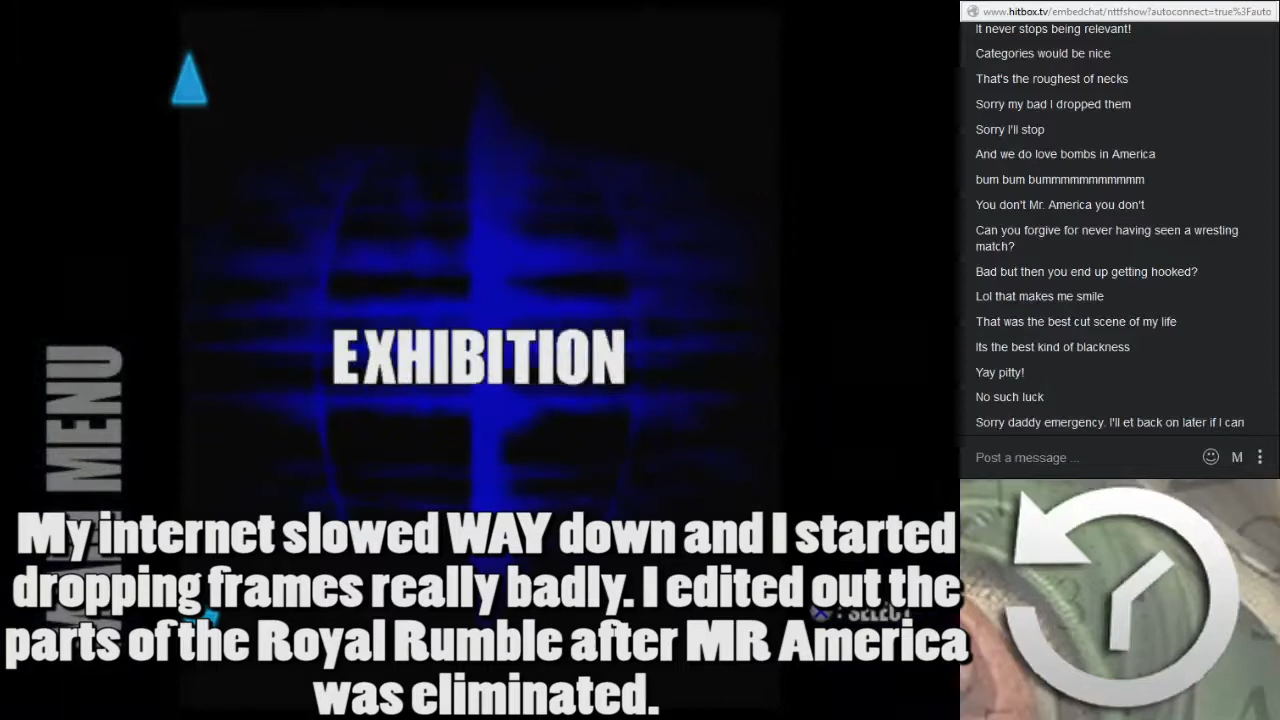 www.hitbox.tv/embedchat/nttfshow?autoconnect=true%3Fauto
It never stops being relevant!
Categories would be nice
That's the roughest of necks
Sorry my bad I dropped them
Sorry I'll stop
And we do love bombs in America
bum bum bummmmmmmmmmm
You don't Mr. America you don't
Can you forgive for never having seen a wresting
match?
Bad but then you end up getting hooked?
Lol that makes me smile
That was the best cut scene of my life
Its the best kind of blackness
Yay pitty!
No such luck
Sorry daddy emergency. I'll et back on later if I can
Post a message ...
M
EXHIBITION
MENU
: SELECT
My internet slowed WAY down and I started
dropping frames really badly. I edited out the
parts of the Royal Rumble after MR America
was eliminated.